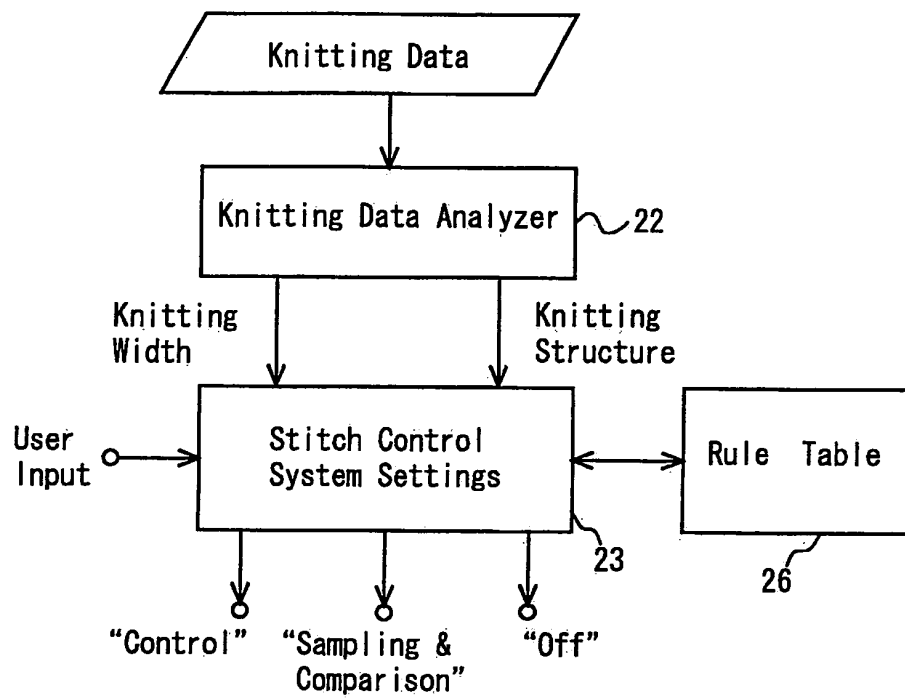 Knitting Data
Knitting Data Analyzer
22
Knitting
Width
Knitting
Structure
User
Input
Stitch Control
System Settings
Rule Table
23
26
“Control”
“Sampling &
Comparison”
“Off”